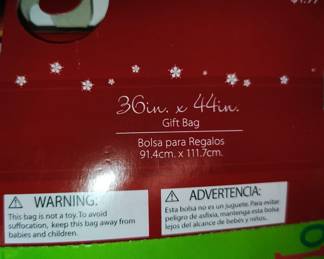 36in. x 44in.
Gift Bag
Bolsa para Regalos
91.4cm. x 111.7cm.
WARNING:
This bag is not a toy. To avoid
suffocation, keep this bag away from
babies and children.
ADVERTENCIA:
Esta bolsa no es un juguete. Para evitar
peligro de asfixia, mantenga esta bolsa
lejos del alcance de bebés y niños.